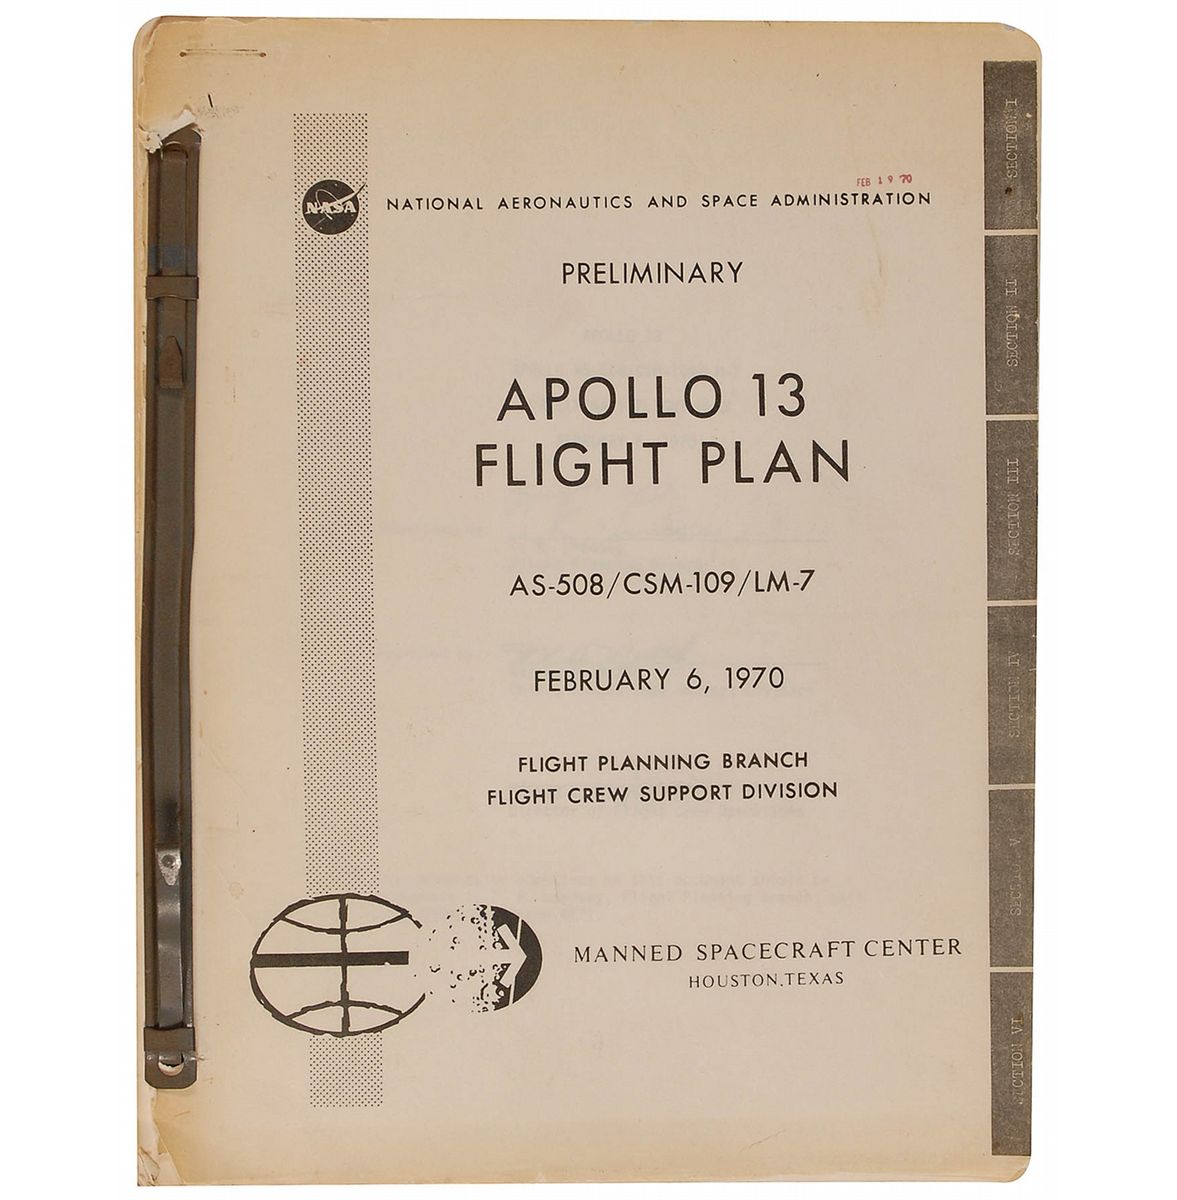 FEB 19 '70
NASA
NATIONAL AERONAUTICS AND SPACE ADMINISTRATION
PRELIMINARY
APOLLO 13
FLIGHT PLAN
AS-508/CSM-109/LM-7
FEBRUARY 6, 1970
FLIGHT PLANNING BRANCH
FLIGHT CREW SUPPORT DIVISION
MANNED SPACECRAFT CENTER
HOUSTON, TEXAS
SECTION I
SECTION II
SECTION III
SECTION IV
SECTION V
SECTION VI